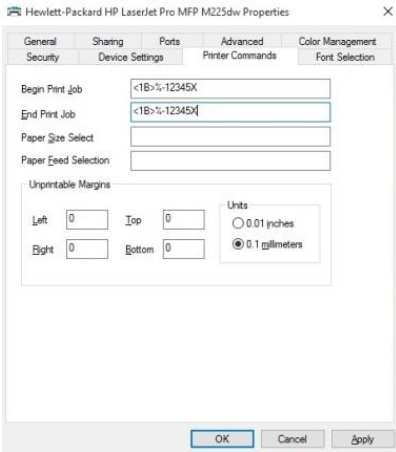 Hewlett-Packard HP LaserJet Pro MFP M225dw Properties
General Sharing Ports Advanced Color Management
Security Device Settings Printer Commands Font Selection
Begin Print Job <1B>%-12345X
End Print Job <1B>%-12345X
Paper Size Select
Paper Feed Selection
Unprintable Margins
Units
Left 0 Top 0 0.01 inches
Right 0 Bottom 0 0.1 millimeters
OK Cancel Apply